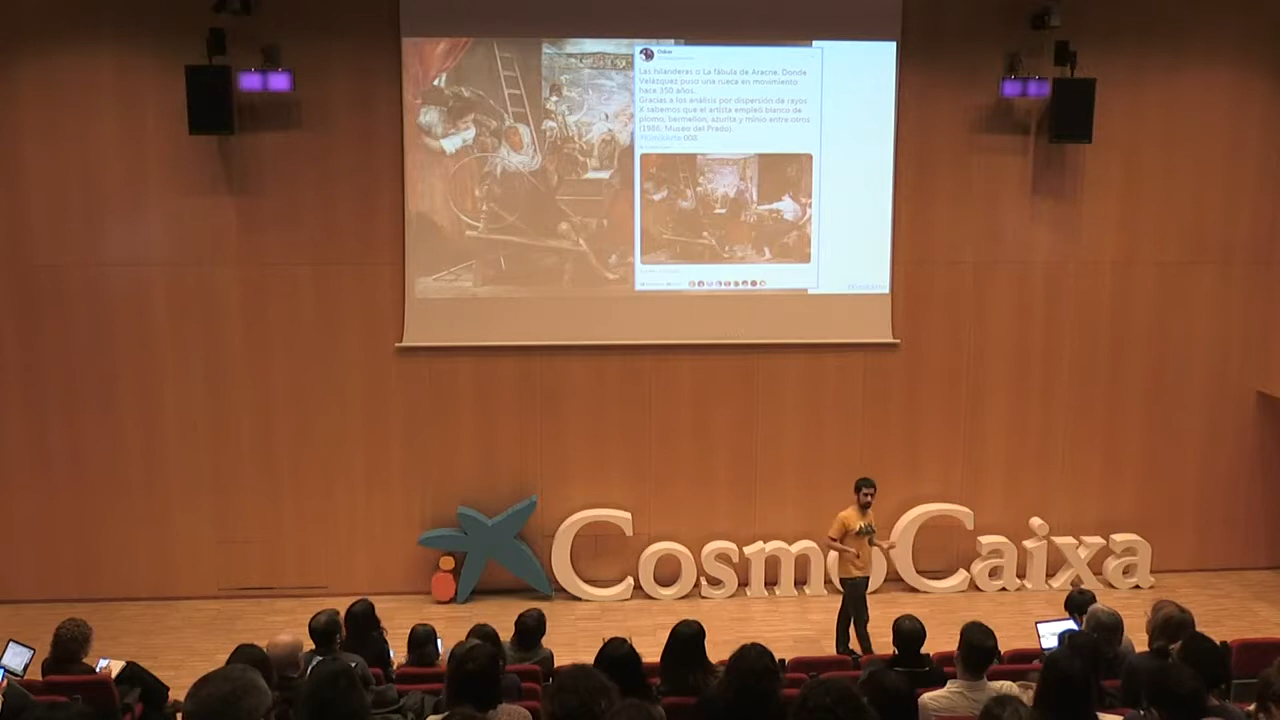 Oskar
Las hilanderas o La fábula de Aracne. Donde
Velázquez puso una rueca en movimiento
hace 350 años.
Gracias a los análisis por dispersión de rayos
X sabemos que el artista empleó blanco de
plomo, bermellón, azurita y minio entre otros
(1986, Museo del Prado).
008
CosmoCaixa